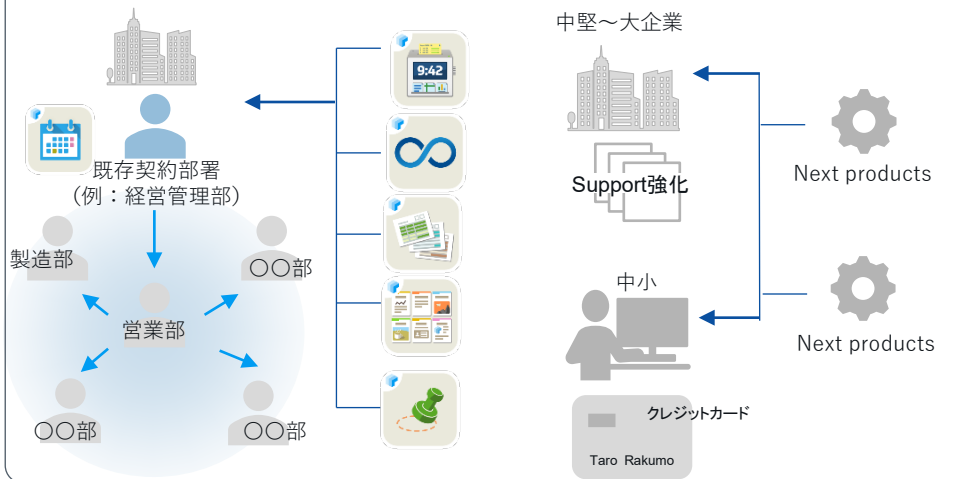 既存契約部署
(例：経営管理部)
製造部
〇〇部
営業部
〇〇部
〇〇部
9:42
中堅～大企業
Support強化
Next products
中小
Next products
クレジットカード
Taro Rakumo